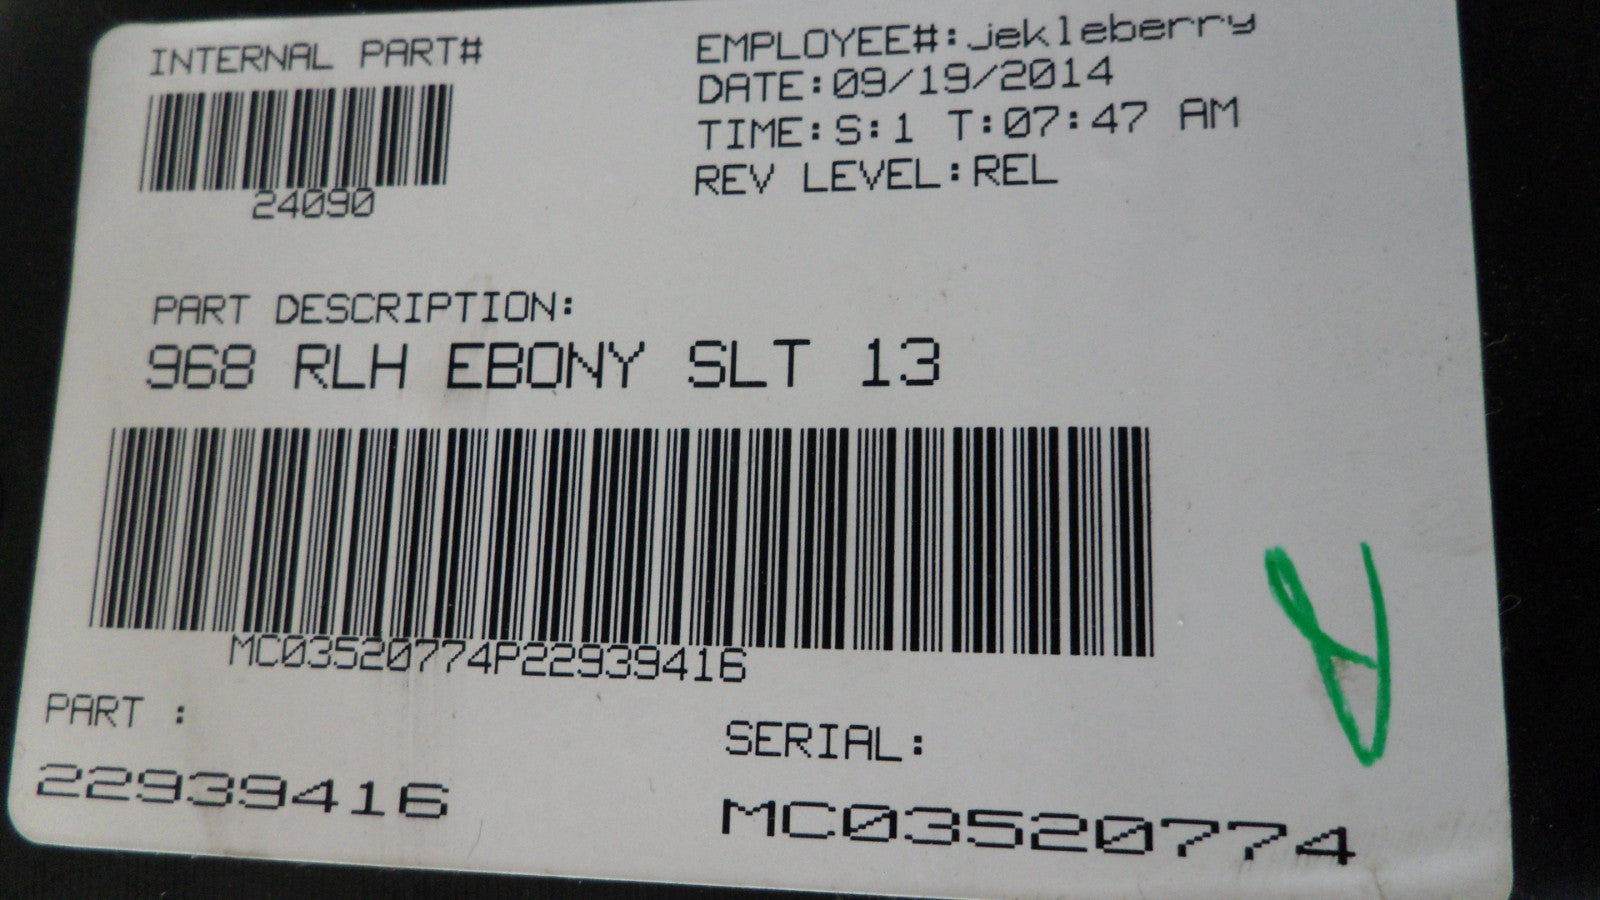 INTERNAL PART#
24090
EMPLOYEE#:jekleberry
DATE:09/19/2014
TIME:S:1 T:07:47 AM
REV LEVEL:REL
PART DESCRIPTION:
968 RLH EBONY SLT 13
MC03520774P22939416
PART :
22939416
SERIAL:
MC03520774
A